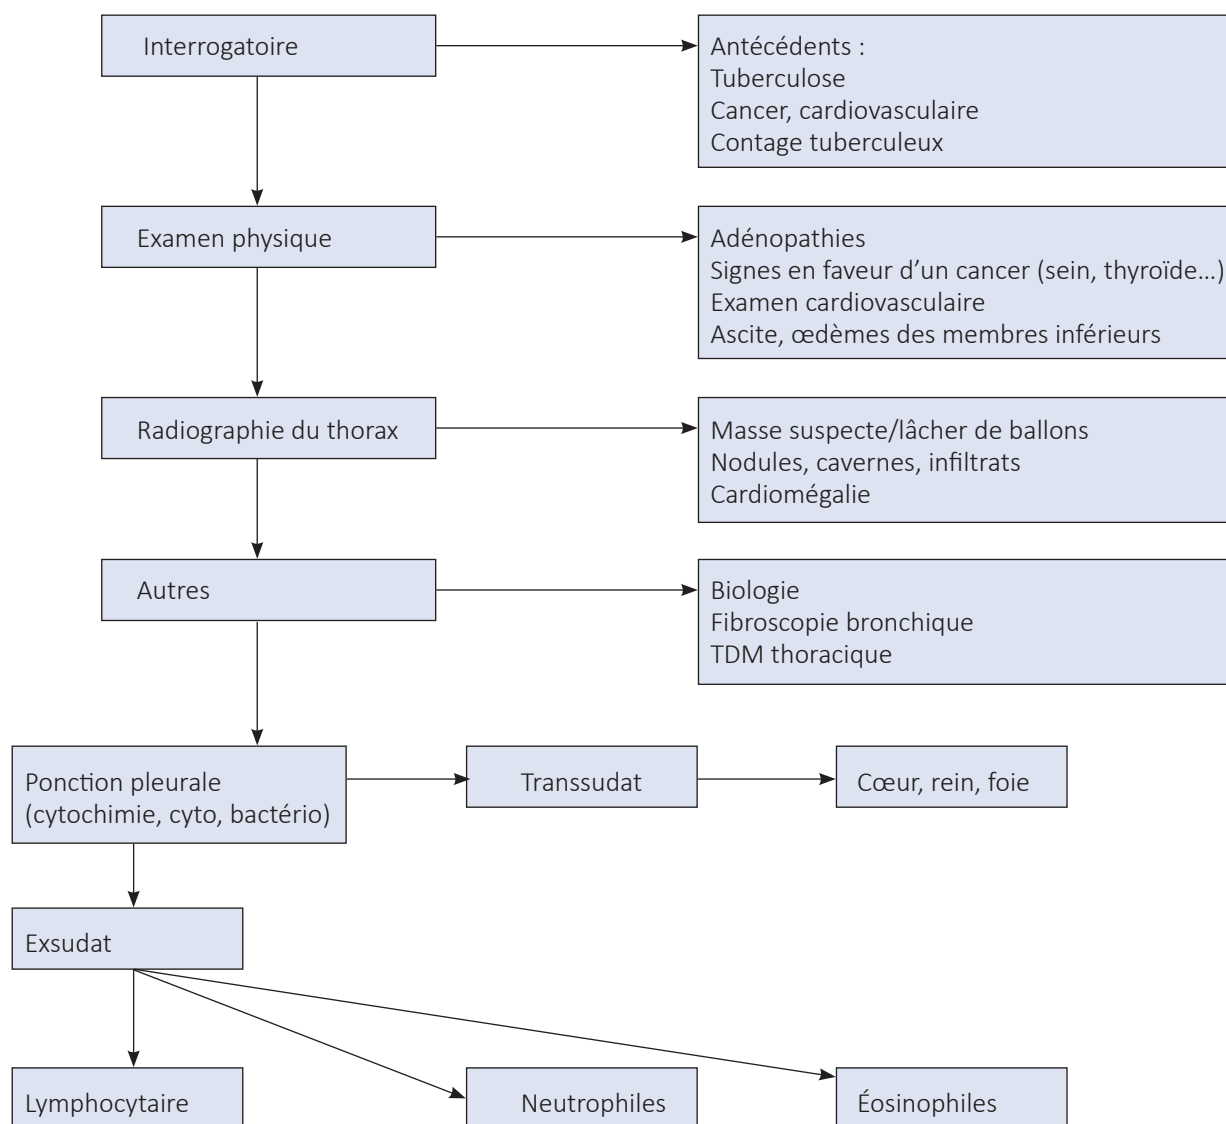 Interrogatoire
Antécédents :
Tuberculose
Cancer, cardiovasculaire
Contage tuberculeux
Examen physique
Adénopathies
Signes en faveur d’un cancer (sein, thyroïde...)
Examen cardiovasculaire
Ascite, œdèmes des membres inférieurs
Radiographie du thorax
Masse suspecte/lâcher de ballons
Nodules, cavernes, infiltrats
Cardiomégalie
Autres
Biologie
Fibroscopie bronchique
TDM thoracique
Ponction pleurale
(cytochimie, cyto, bactério)
Transsudat
Cœur, rein, foie
Exsudat
Lymphocytaire
Neutrophiles
Éosinophiles